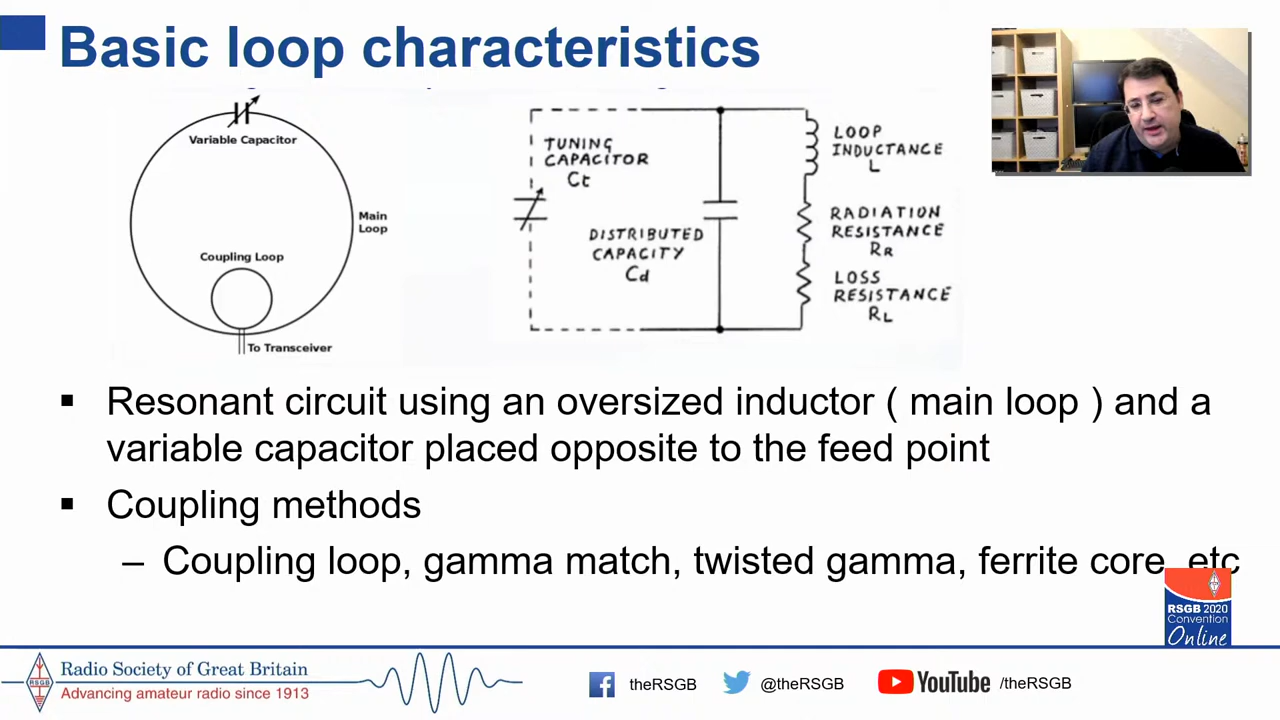 Basic loop characteristics
Variable Capacitor
Main
Loop
Coupling Loop
To Transceiver
TUNING
CAPACITOR
Ct
DISTRIBUTED
CAPACITY
Cd
LOOP
INDUCTANCE
L
RADIATION
RESISTANCE
RR
LOSS
RESISTANCE
RL
▪ Resonant circuit using an oversized inductor ( main loop ) and a
variable capacitor placed opposite to the feed point
▪ Coupling methods
– Coupling loop, gamma match, twisted gamma, ferrite core, etc
RSGB 2020
Convention
Online
RSGB
Radio Society of Great Britain
Advancing amateur radio since 1913
theRSGB
@theRSGB
YouTube /theRSGB